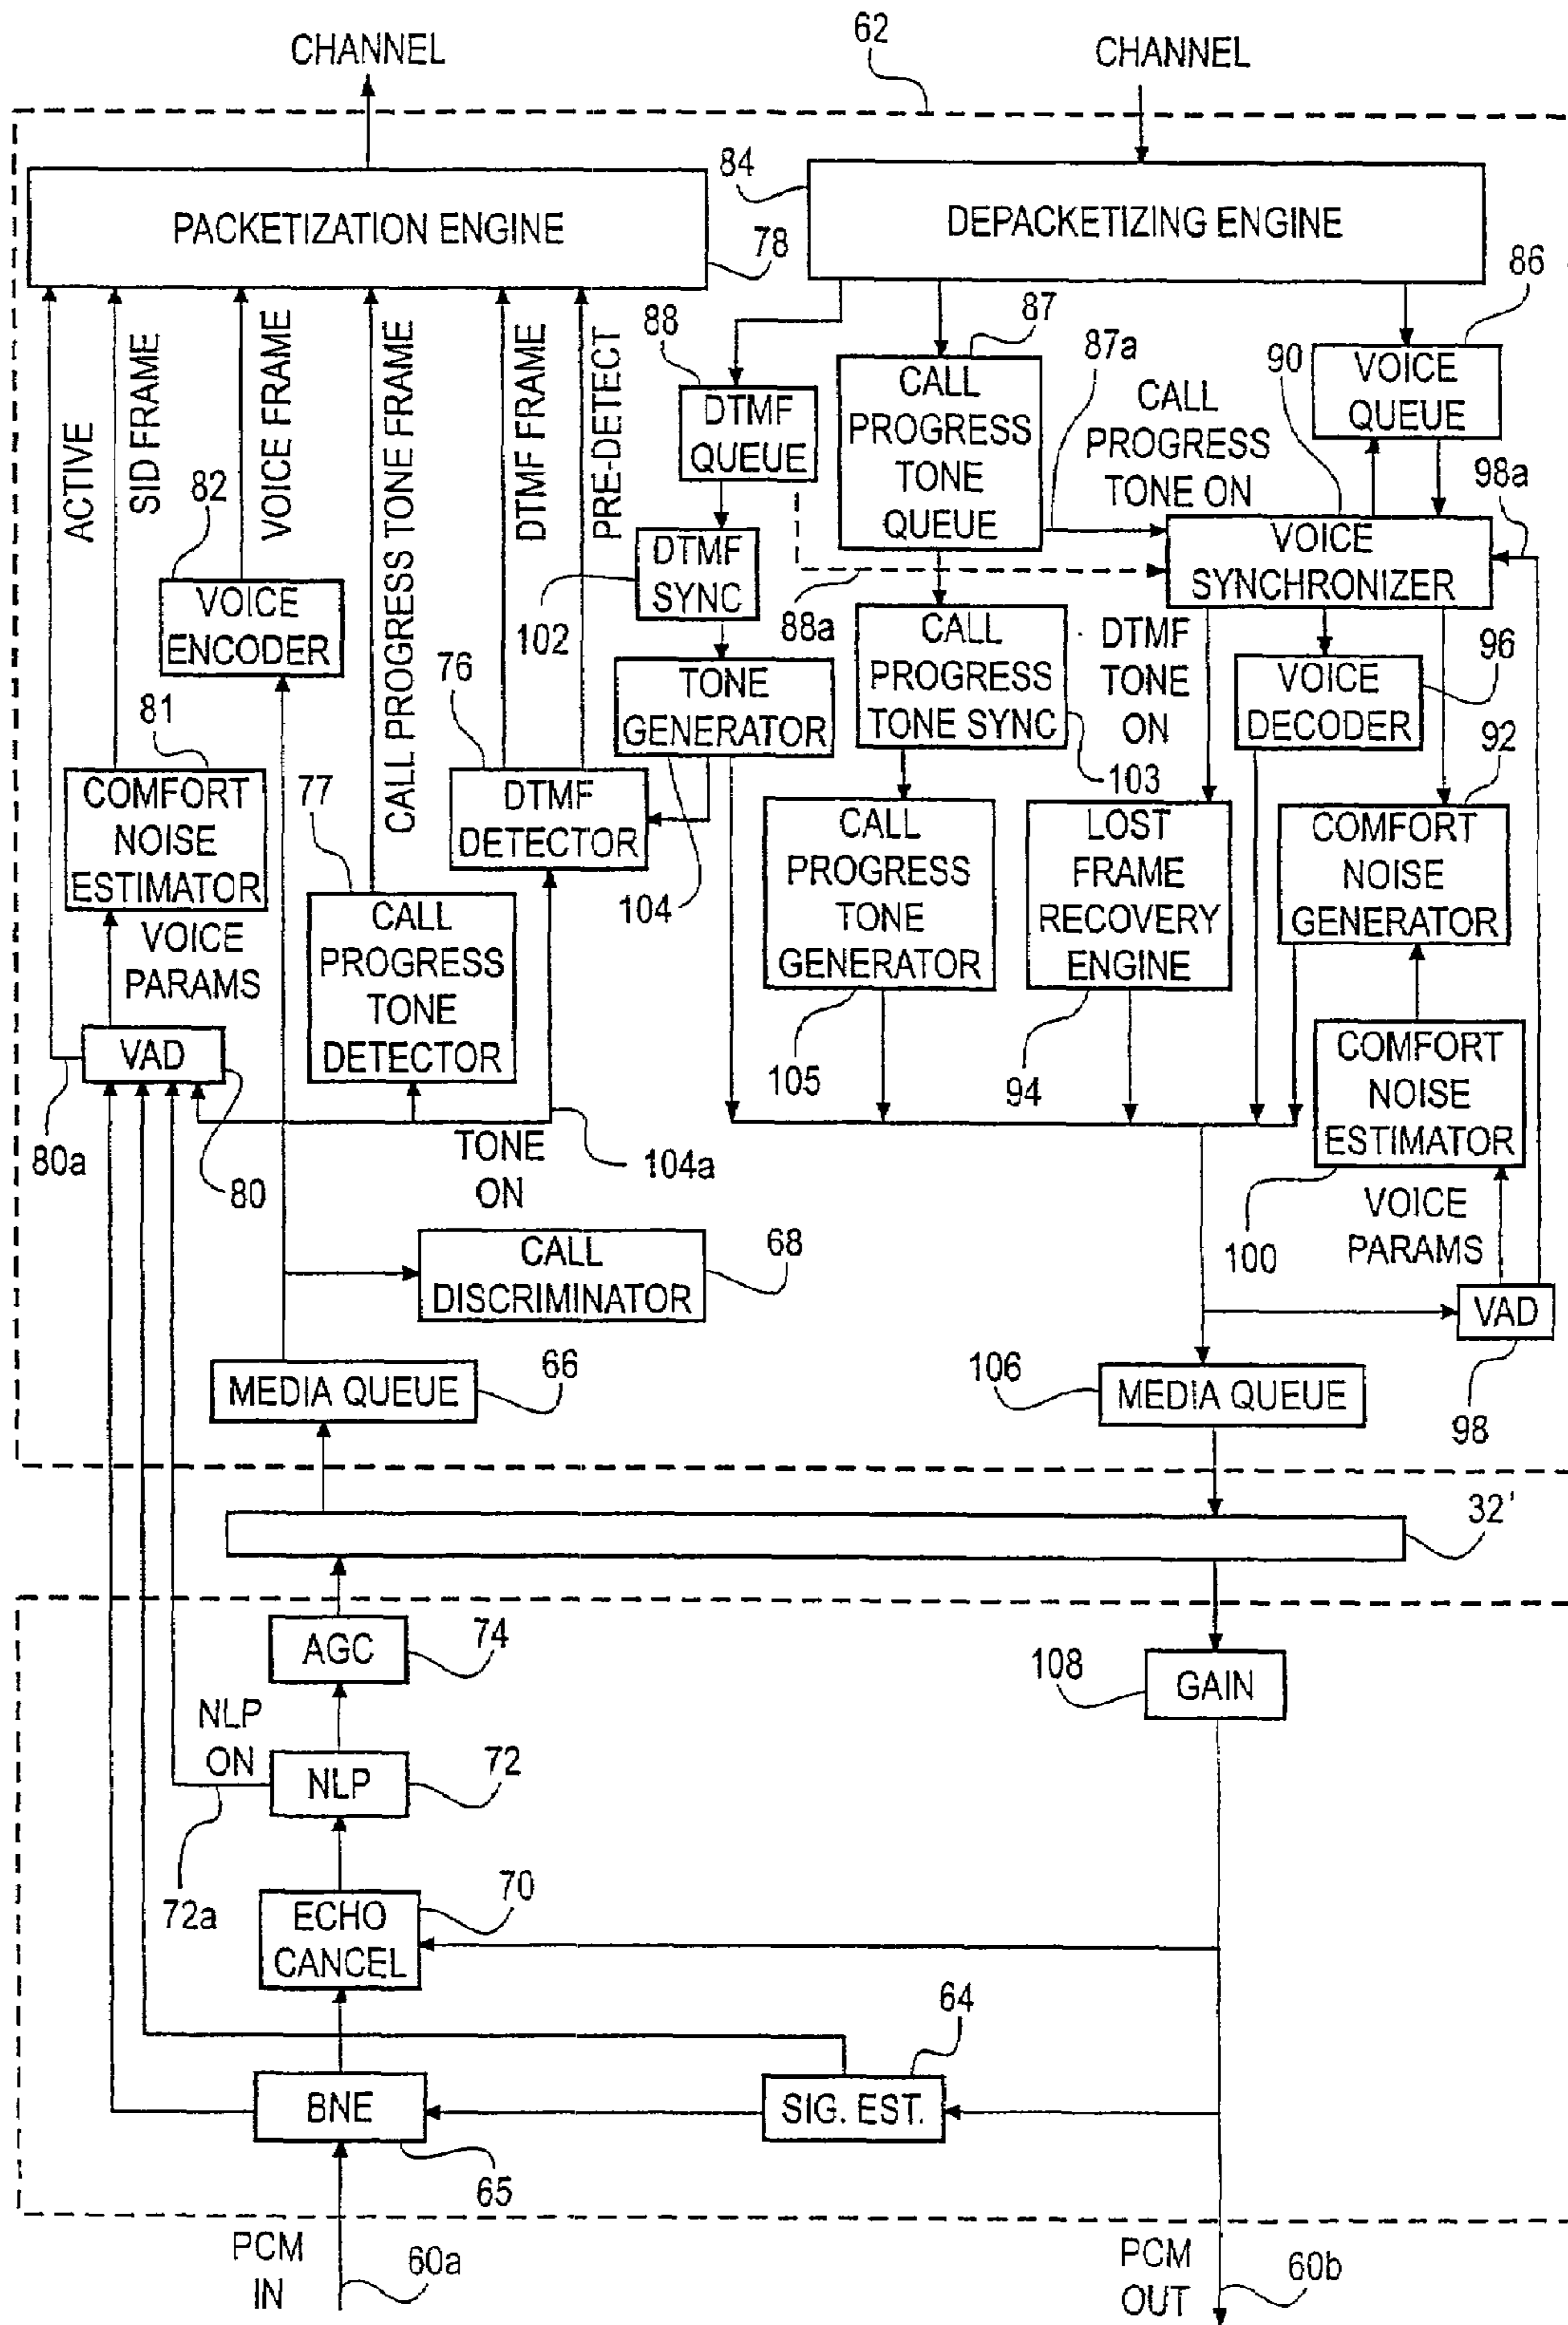 CHANNEL
62
CHANNEL
PACKETIZATION ENGINE
78
84
DEPACKETIZING ENGINE
86
ACTIVE
SID FRAME
VOICE FRAME
CALL PROGRESS TONE FRAME
DTMF FRAME
PRE-DETECT
88
DTMF
QUEUE
87
CALL
PROGRESS
TONE
QUEUE
87a
CALL
PROGRESS
TONE ON
90
VOICE
QUEUE
98a
82
VOICE
ENCODER
102
DTMF
SYNC
88a
VOICE
SYNCHRONIZER
76
TONE
GENERATOR
CALL
PROGRESS
TONE SYNC
103
DTMF
TONE
ON
VOICE
DECODER
96
92
81
COMFORT
NOISE
ESTIMATOR
77
CALL
PROGRESS
TONE
DETECTOR
DTMF
DETECTOR
104
CALL
PROGRESS
TONE
GENERATOR
105
LOST
FRAME
RECOVERY
ENGINE
94
COMFORT
NOISE
GENERATOR
VOICE
PARAMS
VAD
80a
80
TONE
ON
104a
COMFORT
NOISE
ESTIMATOR
100
VOICE
PARAMS
CALL
DISCRIMINATOR
68
VAD
98
MEDIA QUEUE
66
106
MEDIA QUEUE
32'
AGC
74
108
GAIN
NLP
ON
NLP
72
72a
ECHO
CANCEL
70
64
BNE
65
SIG. EST.
PCM
IN
60a
PCM
OUT
60b